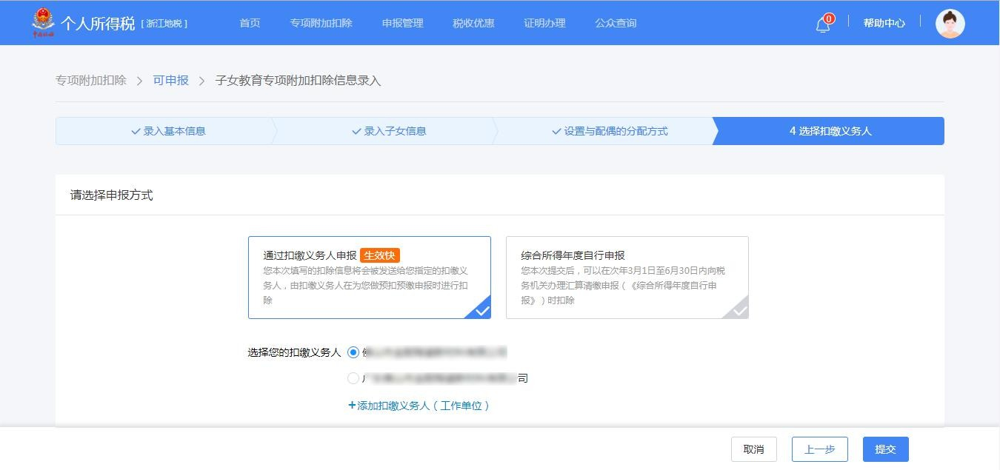 个人所得税 [ 浙江地税 ] 首页 专项附加扣除 申报管理 税收优惠 证明办理 公众查询 0 帮助中心
专项附加扣除 > 可申报 > 子女教育专项附加扣除信息录入
录入基本信息 录入子女信息 设置与配偶的分配方式 4 选择扣缴义务人
请选择申报方式
通过扣缴义务人申报 生效快
您本次填写的扣除信息将会被发送给您指定的扣缴义
务人，由扣缴义务人在为您做预扣预缴申报时进行扣
除
综合所得年度自行申报
您本次提交后，可以在次年3月1日至6月30日内向税
务机关办理汇算清缴申报（《综合所得年度自行申
报》）时扣除
选择您的扣缴义务人
司
+添加扣缴义务人（工作单位）
取消 上一步 提交